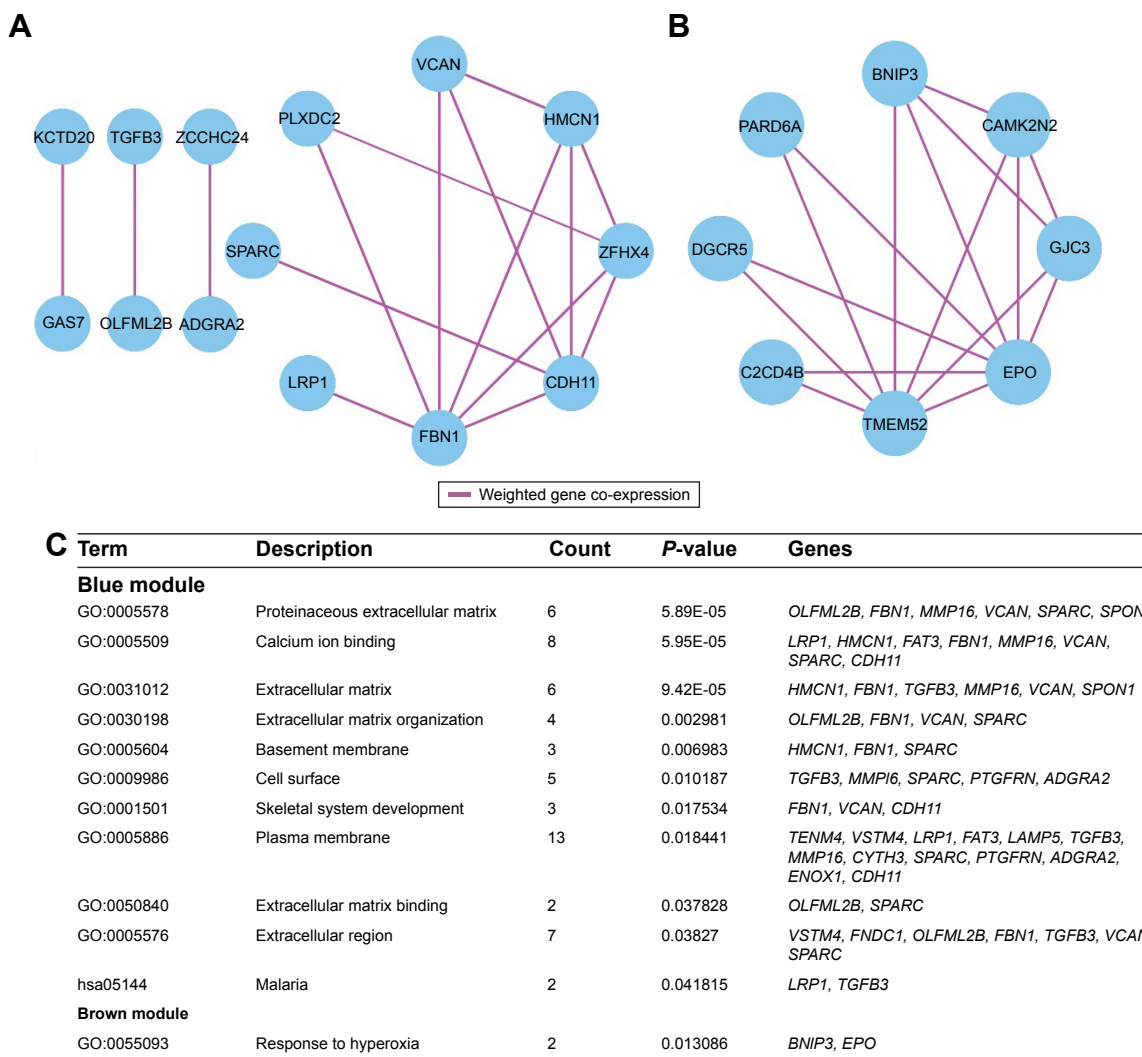 A
B
VCAN
BNIP3
PLXDC2
HMCN1
PARD6A
CAMK2N2
KCTD20 TGFB3 ZCCHC24
SPARC
ZFHX4
DGCR5
GJC3
GAS7 OLFML2B ADGRA2
LRP1
CDH11
C2CD4B
EPO
FBN1
TMEM52
Weighted gene co-expression
C Term Description Count P-value Genes
Blue module
GO:0005578 Proteinaceous extracellular matrix 6 5.89E-05 OLFML2B, FBN1, MMP16, VCAN, SPARC, SPON
GO:0005509 Calcium ion binding 8 5.95E-05 LRP1, HMCN1, FAT3, FBN1, MMP16, VCAN,
SPARC, CDH11
GO:0031012 Extracellular matrix 6 9.42E-05 HMCN1, FBN1, TGFB3, MMP16, VCAN, SPON1
GO:0030198 Extracellular matrix organization 4 0.002981 OLFML2B, FBN1, VCAN, SPARC
GO:0005604 Basement membrane 3 0.006983 HMCN1, FBN1, SPARC
GO:0009986 Cell surface 5 0.010187 TGFB3, MMPI6, SPARC, PTGFRN, ADGRA2
GO:0001501 Skeletal system development 3 0.017534 FBN1, VCAN, CDH11
GO:0005886 Plasma membrane 13 0.018441 TENM4, VSTM4, LRP1, FAT3, LAMP5, TGFB3,
MMP16, CYTH3, SPARC, PTGFRN, ADGRA2,
ENOX1, CDH11
GO:0050840 Extracellular matrix binding 2 0.037828 OLFML2B, SPARC
GO:0005576 Extracellular region 7 0.03827 VSTM4, FNDC1, OLFML2B, FBN1, TGFB3, VCAN
SPARC
hsa05144 Malaria 2 0.041815 LRP1, TGFB3
Brown module
GO:0055093 Response to hyperoxia 2 0.013086 BNIP3, EPO